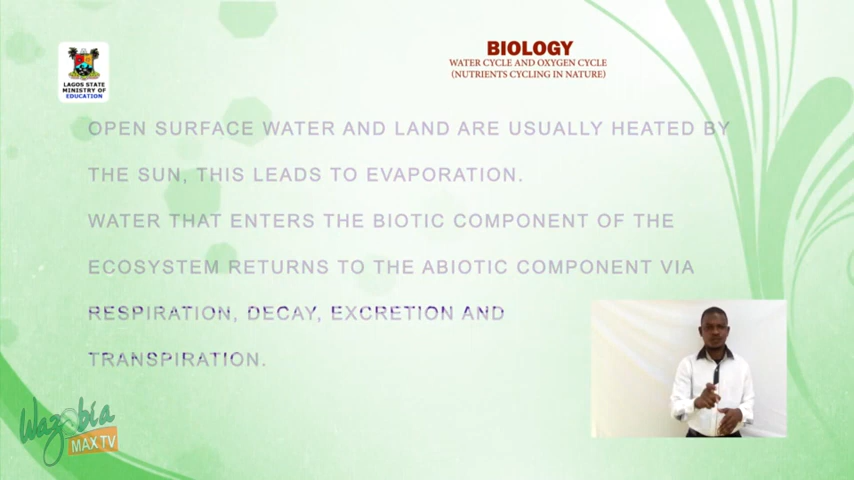 LAGOS STATE
MINISTRY OF
EDUCATION
BIOLOGY
WATER CYCLE AND OXYGEN CYCLE
(NUTRIENTS CYCLING IN NATURE)
OPEN SURFACE WATER AND LAND ARE USUALLY HEATED BY
THE SUN, THIS LEADS TO EVAPORATION.
WATER THAT ENTERS THE BIOTIC COMPONENT OF THE
ECOSYSTEM RETURNS TO THE ABIOTIC COMPONENT VIA
RESPIRATION, DECAY, EXCRETION AND
TRANSPIRATION.
Wazobia
MAX TV